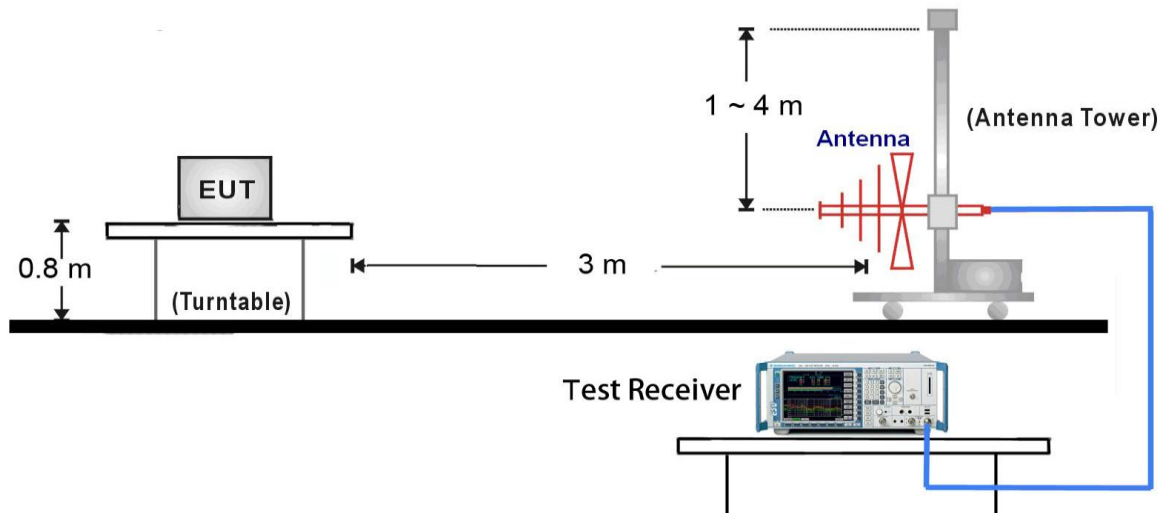 1 ~ 4 m
(Antenna Tower)
Antenna
EUT
0.8 m
3 m
(Turntable)
Test Receiver